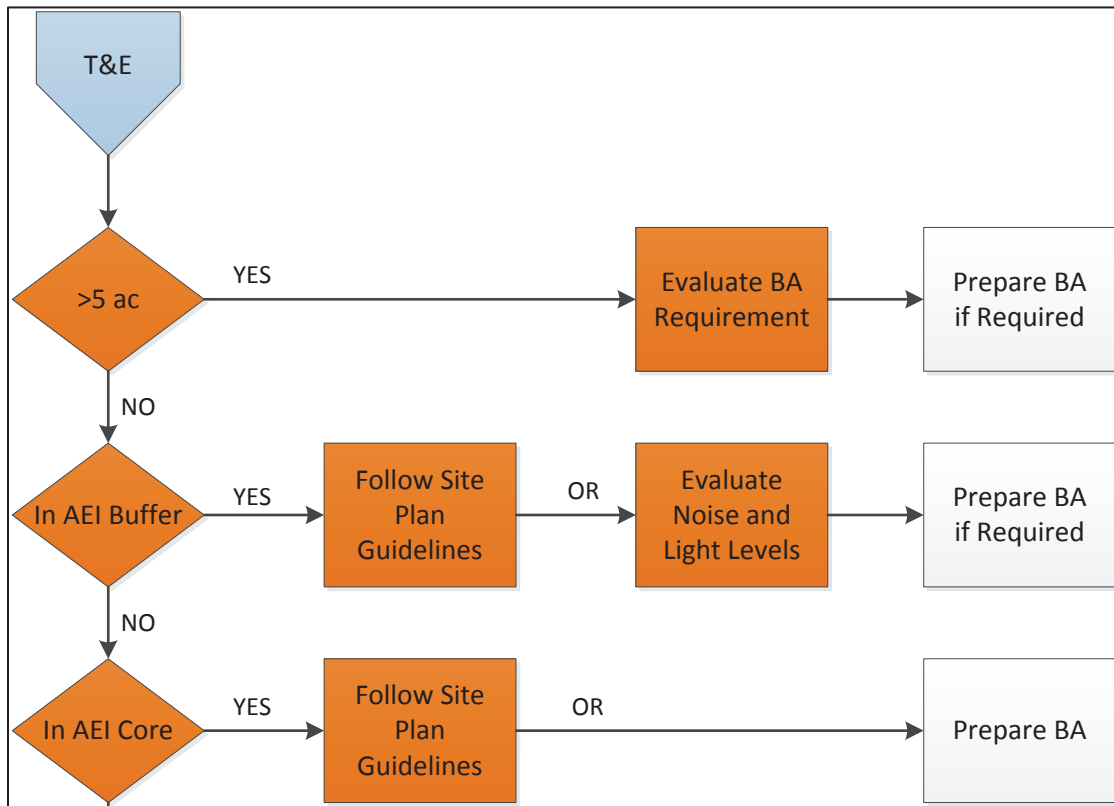 T&E
>5 ac
YES
Evaluate BA
Requirement
Prepare BA
if Required
NO
In AEI Buffer
YES
Follow Site
Plan
Guidelines
OR
Evaluate
Noise and
Light Levels
Prepare BA
if Required
NO
In AEI Core
YES
Follow Site
Plan
Guidelines
OR
Prepare BA